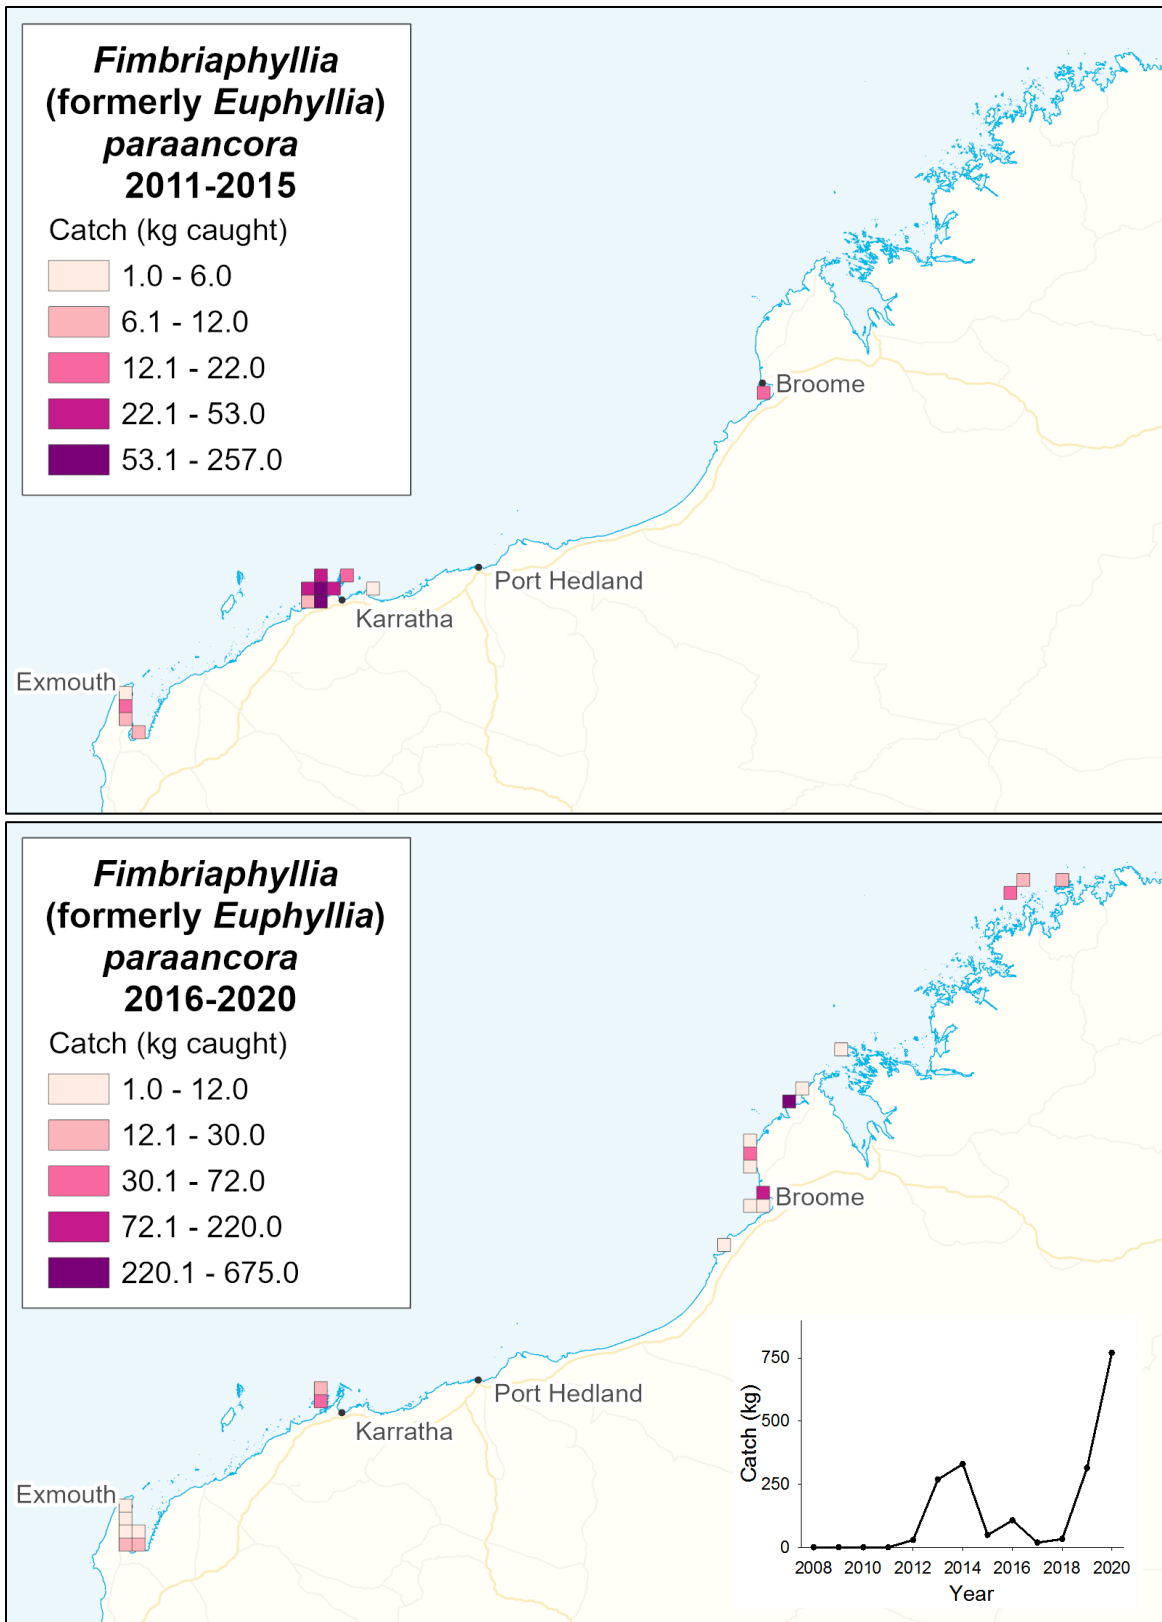 Fimbriaphyllia
(formerly Euphyllia)
paraancora
2011-2015
Catch (kg caught)
1.0 - 6.0
6.1 - 12.0
12.1 - 22.0
22.1 - 53.0
53.1 - 257.0
Broome
Port Hedland
Karratha
Exmouth
Fimbriaphyllia
(formerly Euphyllia)
paraancora
2016-2020
Catch (kg caught)
1.0 - 12.0
12.1 - 30.0
30.1 - 72.0
72.1 - 220.0
220.1 - 675.0
Broome
Port Hedland
Karratha
Exmouth
Catch (kg)
750
500
250
0
2008 2010 2012 2014 2016 2018 2020
Year